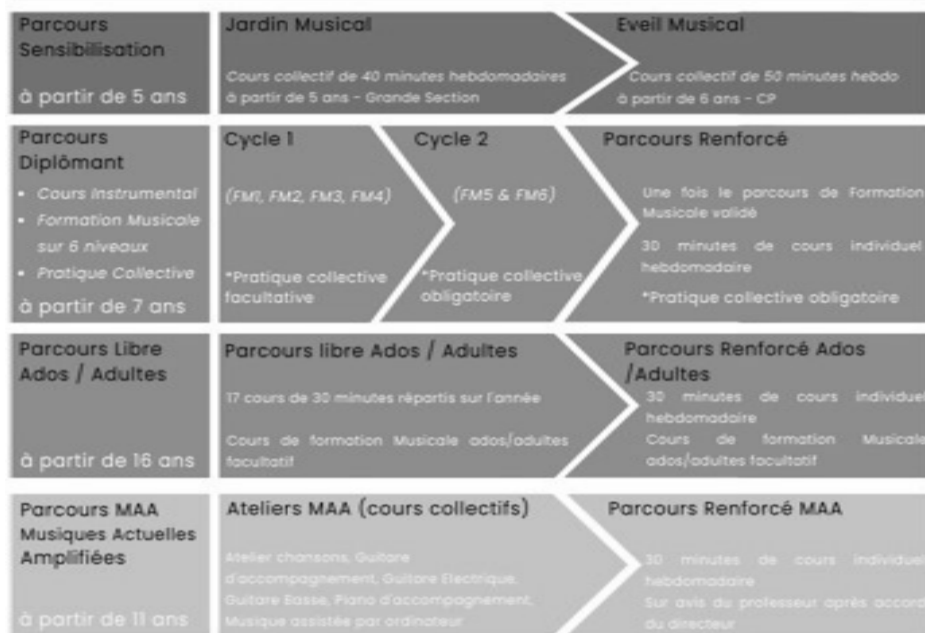 Parcours
Sensibilisation
à partir de 5 ans
Jardin Musical
Cours collectif de 40 minutes hebdomadaires
à partir de 5 ans - Grande Section
Eveil Musical
Cours collectif de 50 minutes hebdo
à partir de 6 ans - CP
Parcours
Diplômant
• Cours Instrumental
• Formation Musicale
sur 6 niveaux
• Pratique Collective
à partir de 7 ans
Cycle 1
(FM1, FM2, FM3, FM4)
*Pratique collective
facultative
Cycle 2
(FM5 & FM6)
*Pratique collective
obligatoire
Parcours Renforcé
Une fois le parcours de Formation
Musicale validé
30 minutes de cours individuel
hebdomadaire
*Pratique collective obligatoire
Parcours Libre
Ados / Adultes
à partir de 16 ans
Parcours libre Ados / Adultes
17 cours de 30 minutes répartis sur l'année
Cours de formation Musicale ados/adultes
facultatif
Parcours Renforcé Ados
/Adultes
30 minutes de cours individuel
hebdomadaire
Cours de formation Musicale
ados/adultes facultatif
Parcours MAA
Musiques Actuelles
Amplifiées
à partir de 11 ans
Ateliers MAA (cours collectifs)
Atelier chansons, Guitare
d'accompagnement, Guitare Electrique,
Guitare Basse, Piano d'accompagnement,
Musique assistée par ordinateur
Parcours Renforcé MAA
30 minutes de cours individuel
hebdomadaire
Sur avis du professeur après accord
du directeur